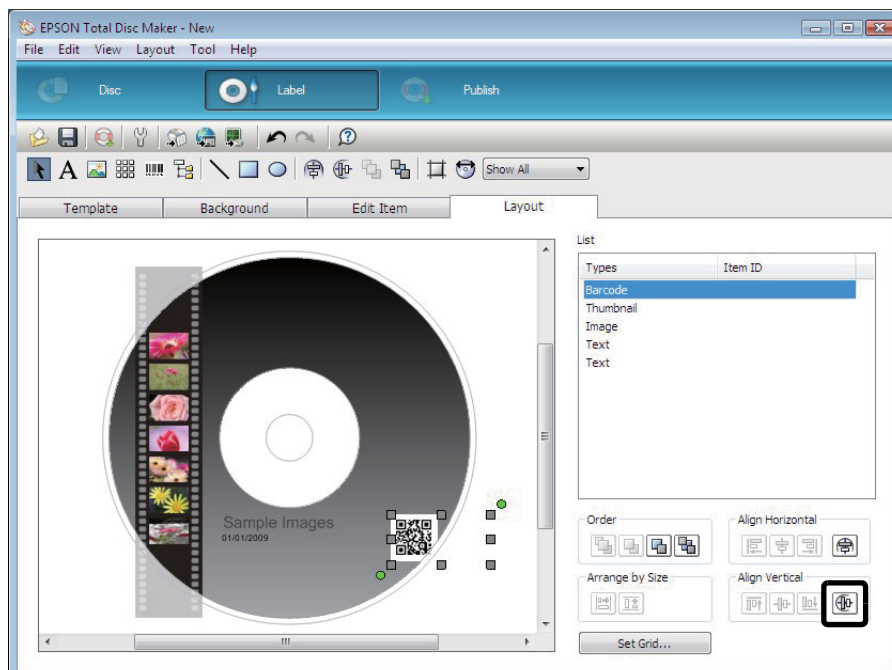 EPSON Total Disc Maker - New
File Edit View Layout Tool Help
Disc Label Publish
A Show All
Template Background Edit Item Layout
List
Types Item ID
Barcode
Thumbnail
Image
Text
Text
Sample Images
01/01/2009
Order Align Horizontal
Arrange by Size Align Vertical
Set Grid...